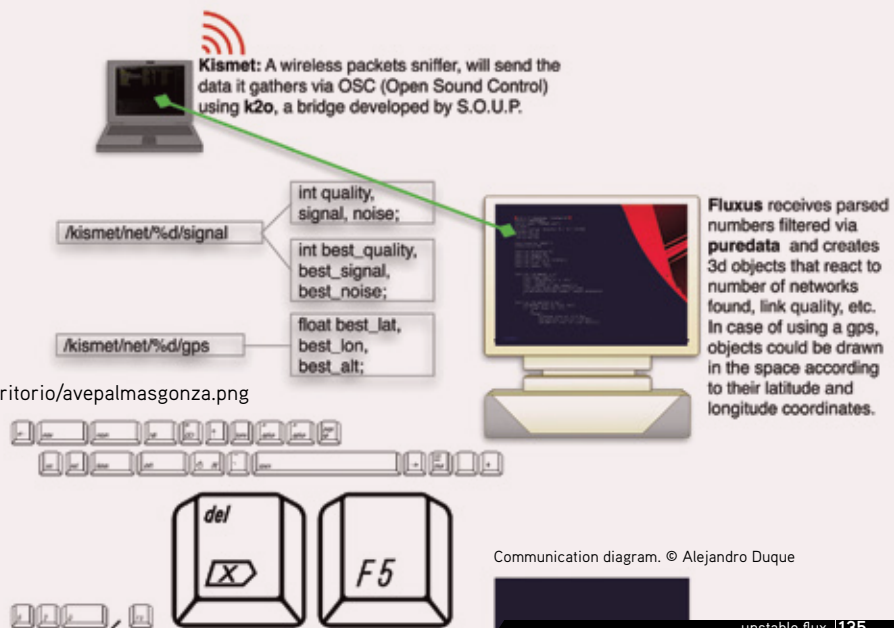 Kismet: A wireless packets sniffer, will send the
data it gathers via OSC (Open Sound Control)
using k2o, a bridge developed by S.O.U.P.
/kismet/net/%d/signal
int quality,
signal, noise;
int best_quality,
best_signal,
best_noise;
/kismet/net/%d/gps
float best_lat,
best_lon,
best_alt;
Fluxus receives parsed
numbers filtered via
puredata and creates
3d objects that react to
number of networks
found, link quality, etc.
In case of using a gps,
objects could be drawn
in the space according
to their latitude and
longitude coordinates.
ritorio/avepalmasgonza.png
del
F5
Communication diagram. © Alejandro Duque
unstable flux |135